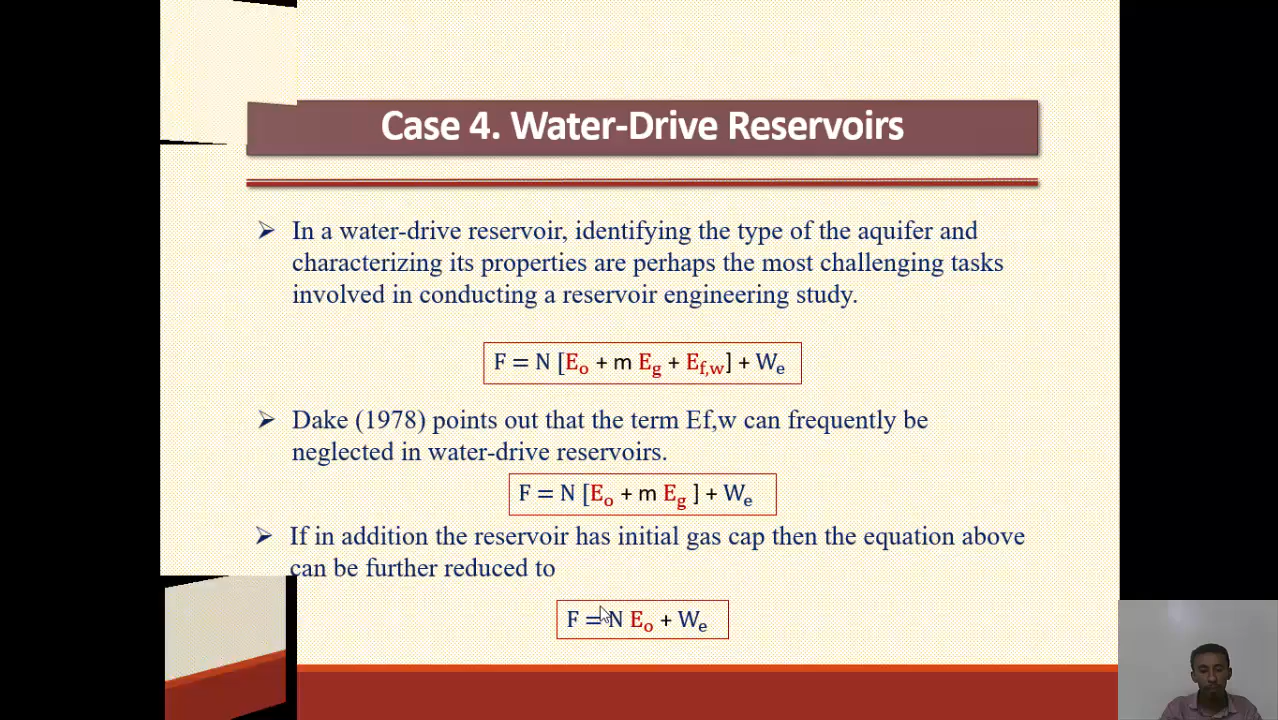 Case 4. Water-Drive Reservoirs
➢ In a water-drive reservoir, identifying the type of the aquifer and
characterizing its properties are perhaps the most challenging tasks
involved in conducting a reservoir engineering study.
F = N [Eₒ + m E_g + E_f,w] + Wₑ
➢ Dake (1978) points out that the term Ef,w can frequently be
neglected in water-drive reservoirs.
F = N [Eₒ + m E_g ] + Wₑ
➢ If in addition the reservoir has initial gas cap then the equation above
can be further reduced to
F = N Eₒ + Wₑ